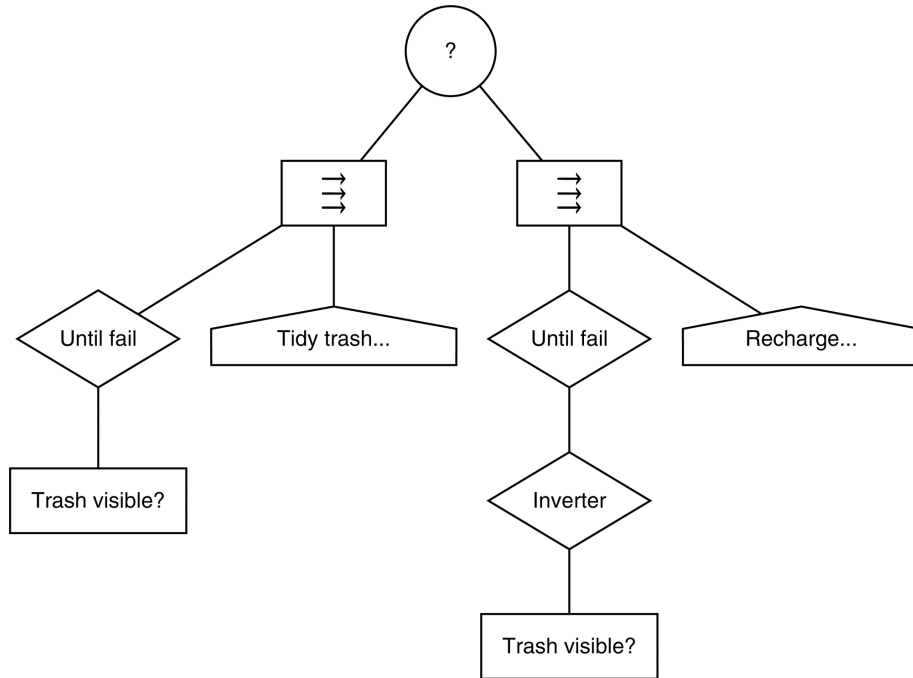 ?
→
→
→
→
→
→
Until fail
Tidy trash...
Until fail
Recharge...
Trash visible?
Inverter
Trash visible?